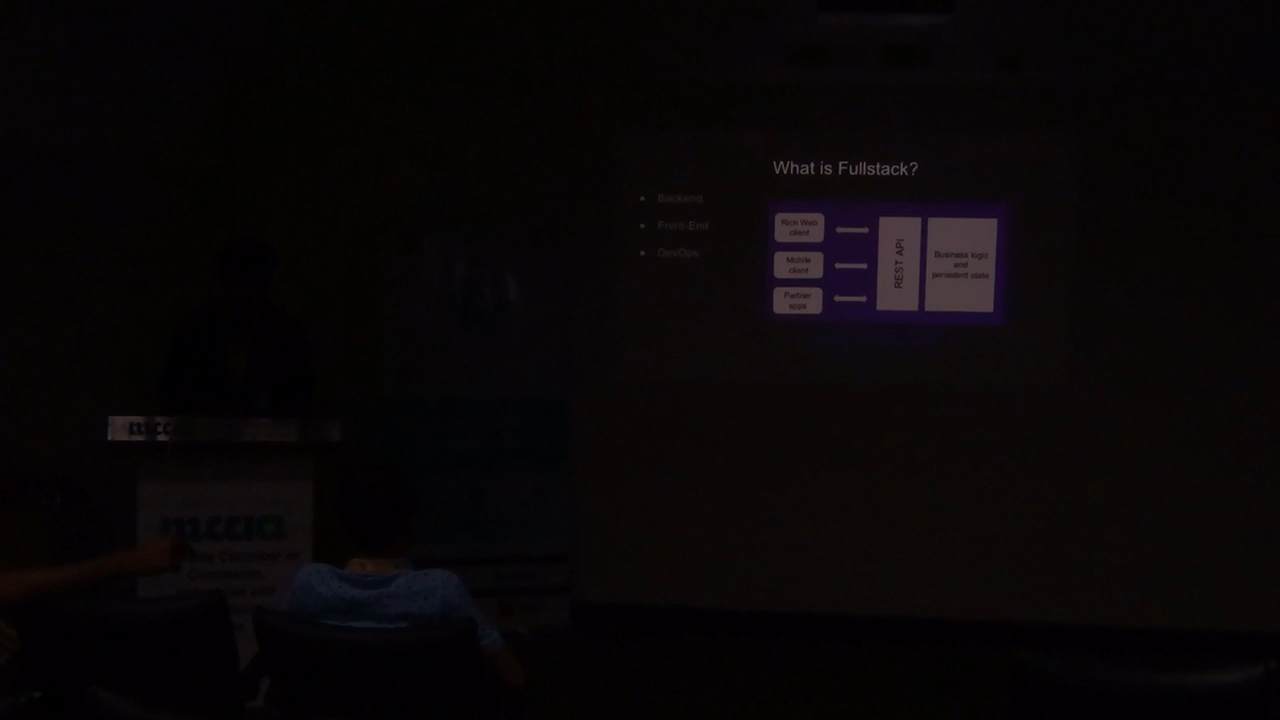 What is Fullstack?
Backend
Front-End
DevOps
Rich Web
client
Mobile
client
Partner
apps
REST API
Business logic
and
persistent state
mccia